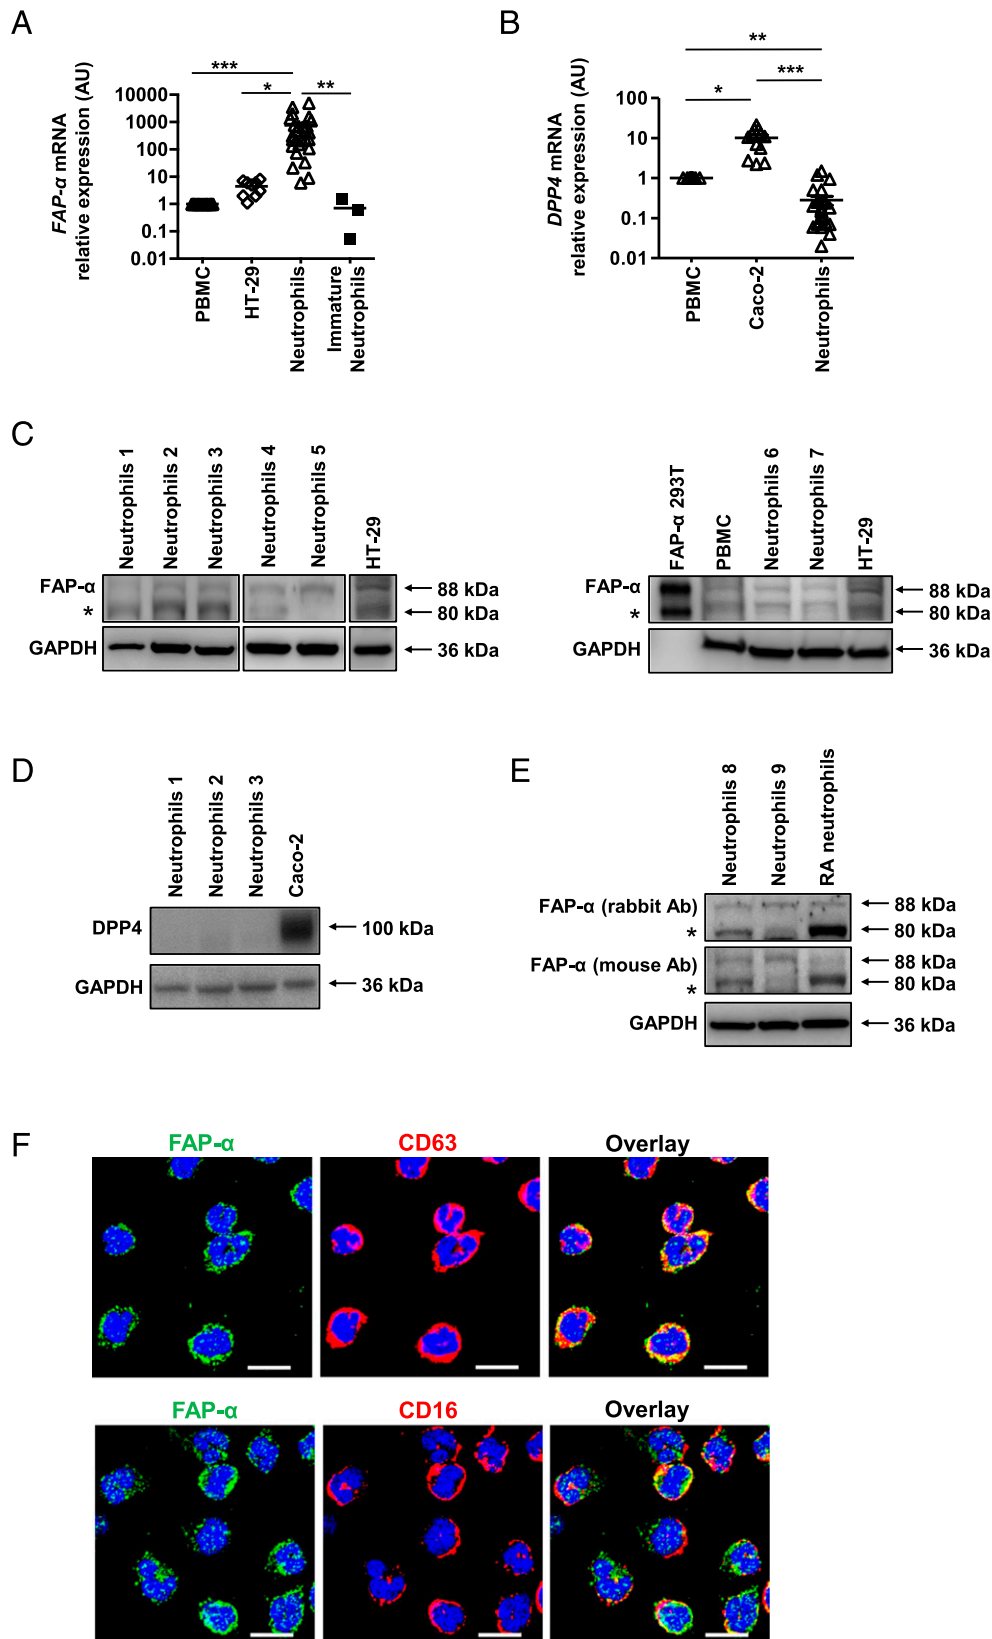 A
FAP-α mRNA
relative expression (AU)
10000
1000
100
10
1
0.1
0.01
***
*
**
PBMC
HT-29
Neutrophils
Immature
Neutrophils
B
DPP4 mRNA
relative expression (AU)
100
10
1
0.1
0.01
**
***
*
PBMC
Caco-2
Neutrophils
C
Neutrophils 1
Neutrophils 2
Neutrophils 3
Neutrophils 4
Neutrophils 5
HT-29
FAP-α
88 kDa
*
80 kDa
GAPDH
36 kDa
FAP-α 293T
PBMC
Neutrophils 6
Neutrophils 7
HT-29
FAP-α
88 kDa
*
80 kDa
GAPDH
36 kDa
D
Neutrophils 1
Neutrophils 2
Neutrophils 3
Caco-2
DPP4
100 kDa
GAPDH
36 kDa
E
Neutrophils 8
Neutrophils 9
RA neutrophils
FAP-α (rabbit Ab)
88 kDa
*
80 kDa
FAP-α (mouse Ab)
88 kDa
*
80 kDa
GAPDH
36 kDa
F
FAP-α
CD63
Overlay
FAP-α
CD16
Overlay